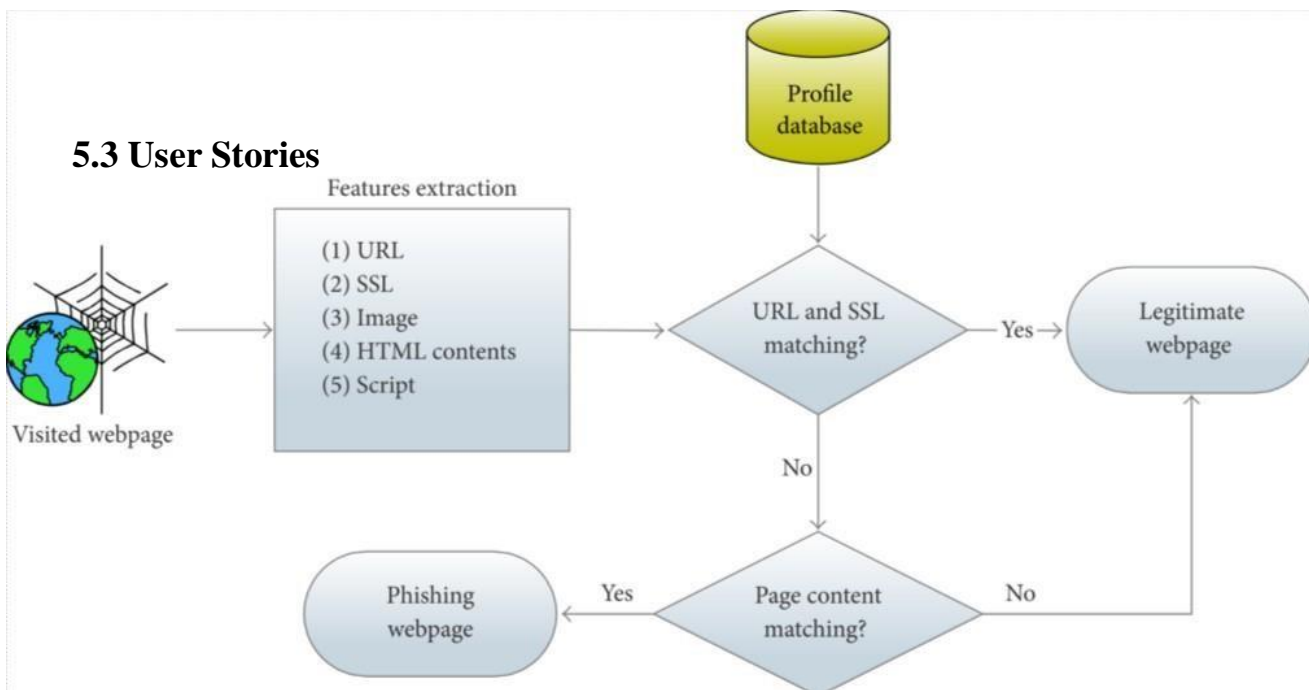 Profile
database
5.3 User Stories
Features extraction
(1) URL
(2) SSL
(3) Image
(4) HTML contents
(5) Script
Visited webpage
URL and SSL
matching?
Yes
Legitimate
webpage
No
Page content
matching?
Yes
No
Phishing
webpage